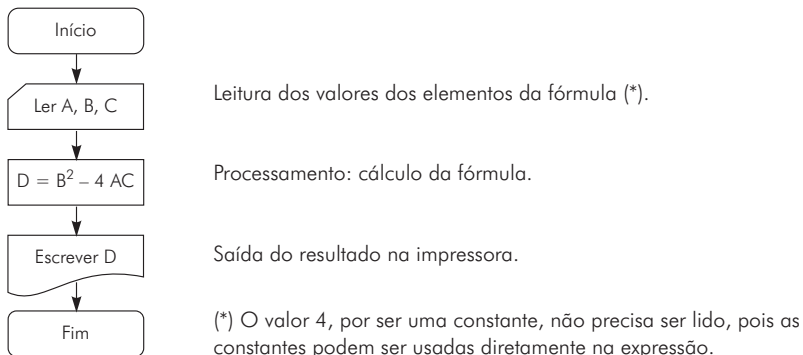 Início
Ler A, B, C
Leitura dos valores dos elementos da fórmula (*).
D = B² – 4 AC
Processamento: cálculo da fórmula.
Escrever D
Saída do resultado na impressora.
Fim
(*) O valor 4, por ser uma constante, não precisa ser lido, pois as
constantes podem ser usadas diretamente na expressão.